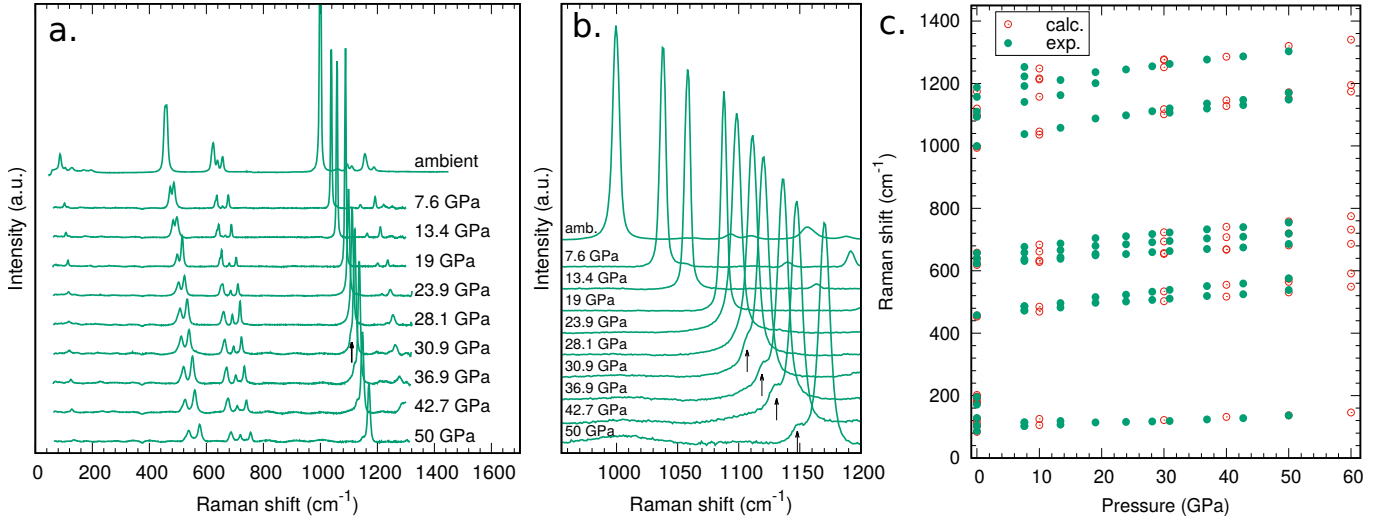 a.
ambient
7.6 GPa
13.4 GPa
19 GPa
23.9 GPa
28.1 GPa
30.9 GPa
36.9 GPa
42.7 GPa
50 GPa
Intensity (a.u.)
0 200 400 600 800 1000 1200 1400 1600
Raman shift (cm⁻¹)
b.
amb.
7.6 GPa
13.4 GPa
19 GPa
23.9 GPa
28.1 GPa
30.9 GPa
36.9 GPa
42.7 GPa
50 GPa
Intensity (a.u.)
1000 1050 1100 1150 1200
Raman shift (cm⁻¹)
c.
calc.
exp.
1400
1200
1000
800
600
400
200
0
Raman shift (cm⁻¹)
0 10 20 30 40 50 60
Pressure (GPa)